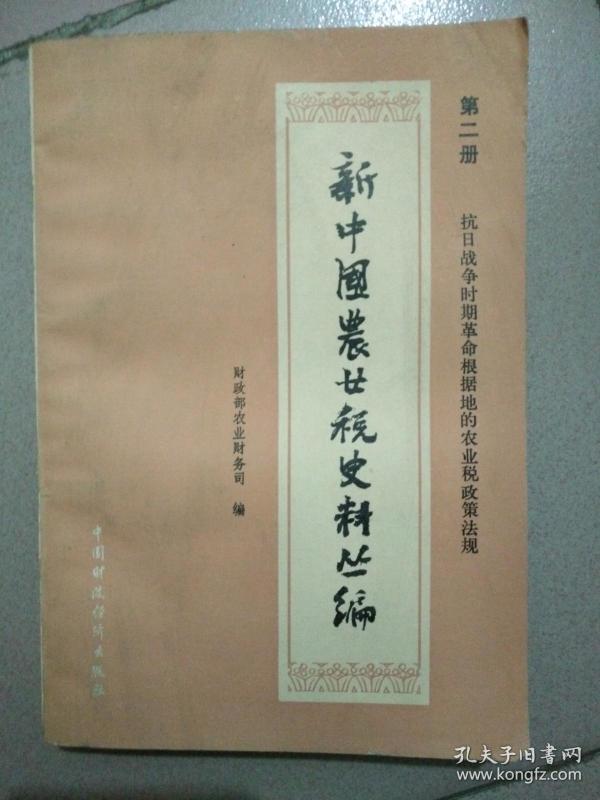 第二册 抗日战争时期革命根据地的农业税政策法规
新中国農业税史料丛编
财政部农业财务司 编
中国财政经济出版社
孔夫子旧书网
www.kongfz.com